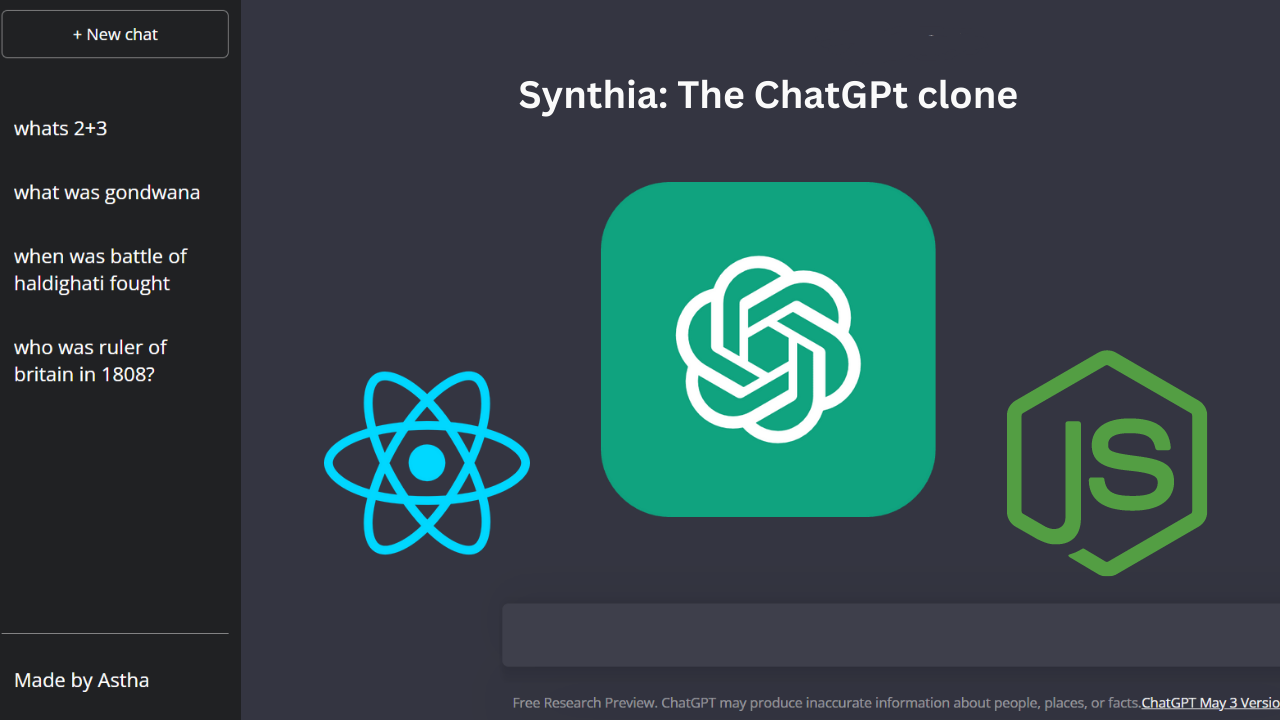 + New chat
whats 2+3
what was gondwana
when was battle of
haldighati fought
who was ruler of
britain in 1808?
Made by Astha
Synthia: The ChatGPt clone
JS
Free Research Preview. ChatGPT may produce inaccurate information about people, places, or facts.ChatGPT May 3 Versio